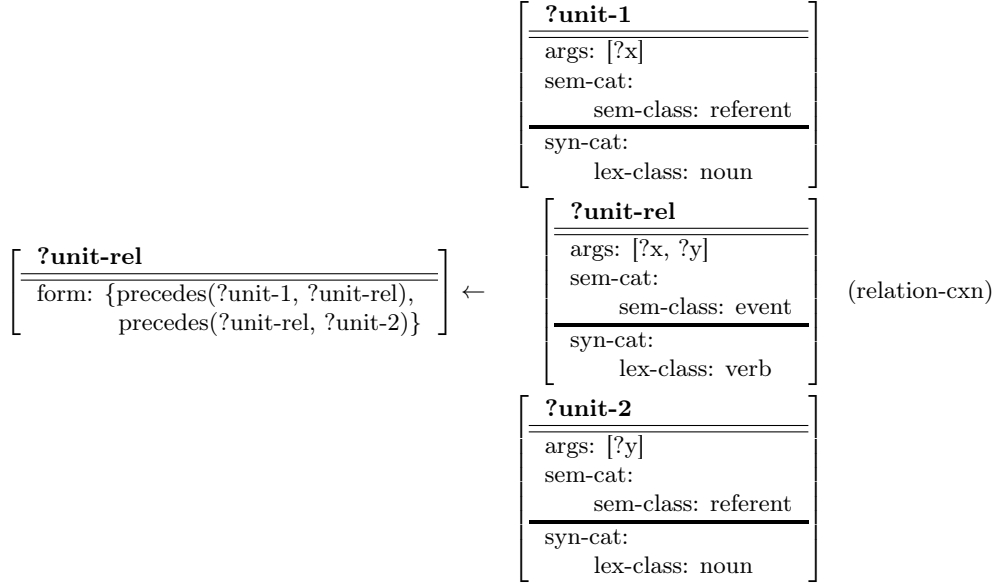 ?unit-1
args: [?x]
sem-cat:
sem-class: referent
syn-cat:
lex-class: noun
?unit-rel
form: {precedes(?unit-1, ?unit-rel),
precedes(?unit-rel, ?unit-2)}
←
?unit-rel
args: [?x, ?y]
sem-cat:
sem-class: event
syn-cat:
lex-class: verb
(relation-cxn)
?unit-2
args: [?y]
sem-cat:
sem-class: referent
syn-cat:
lex-class: noun